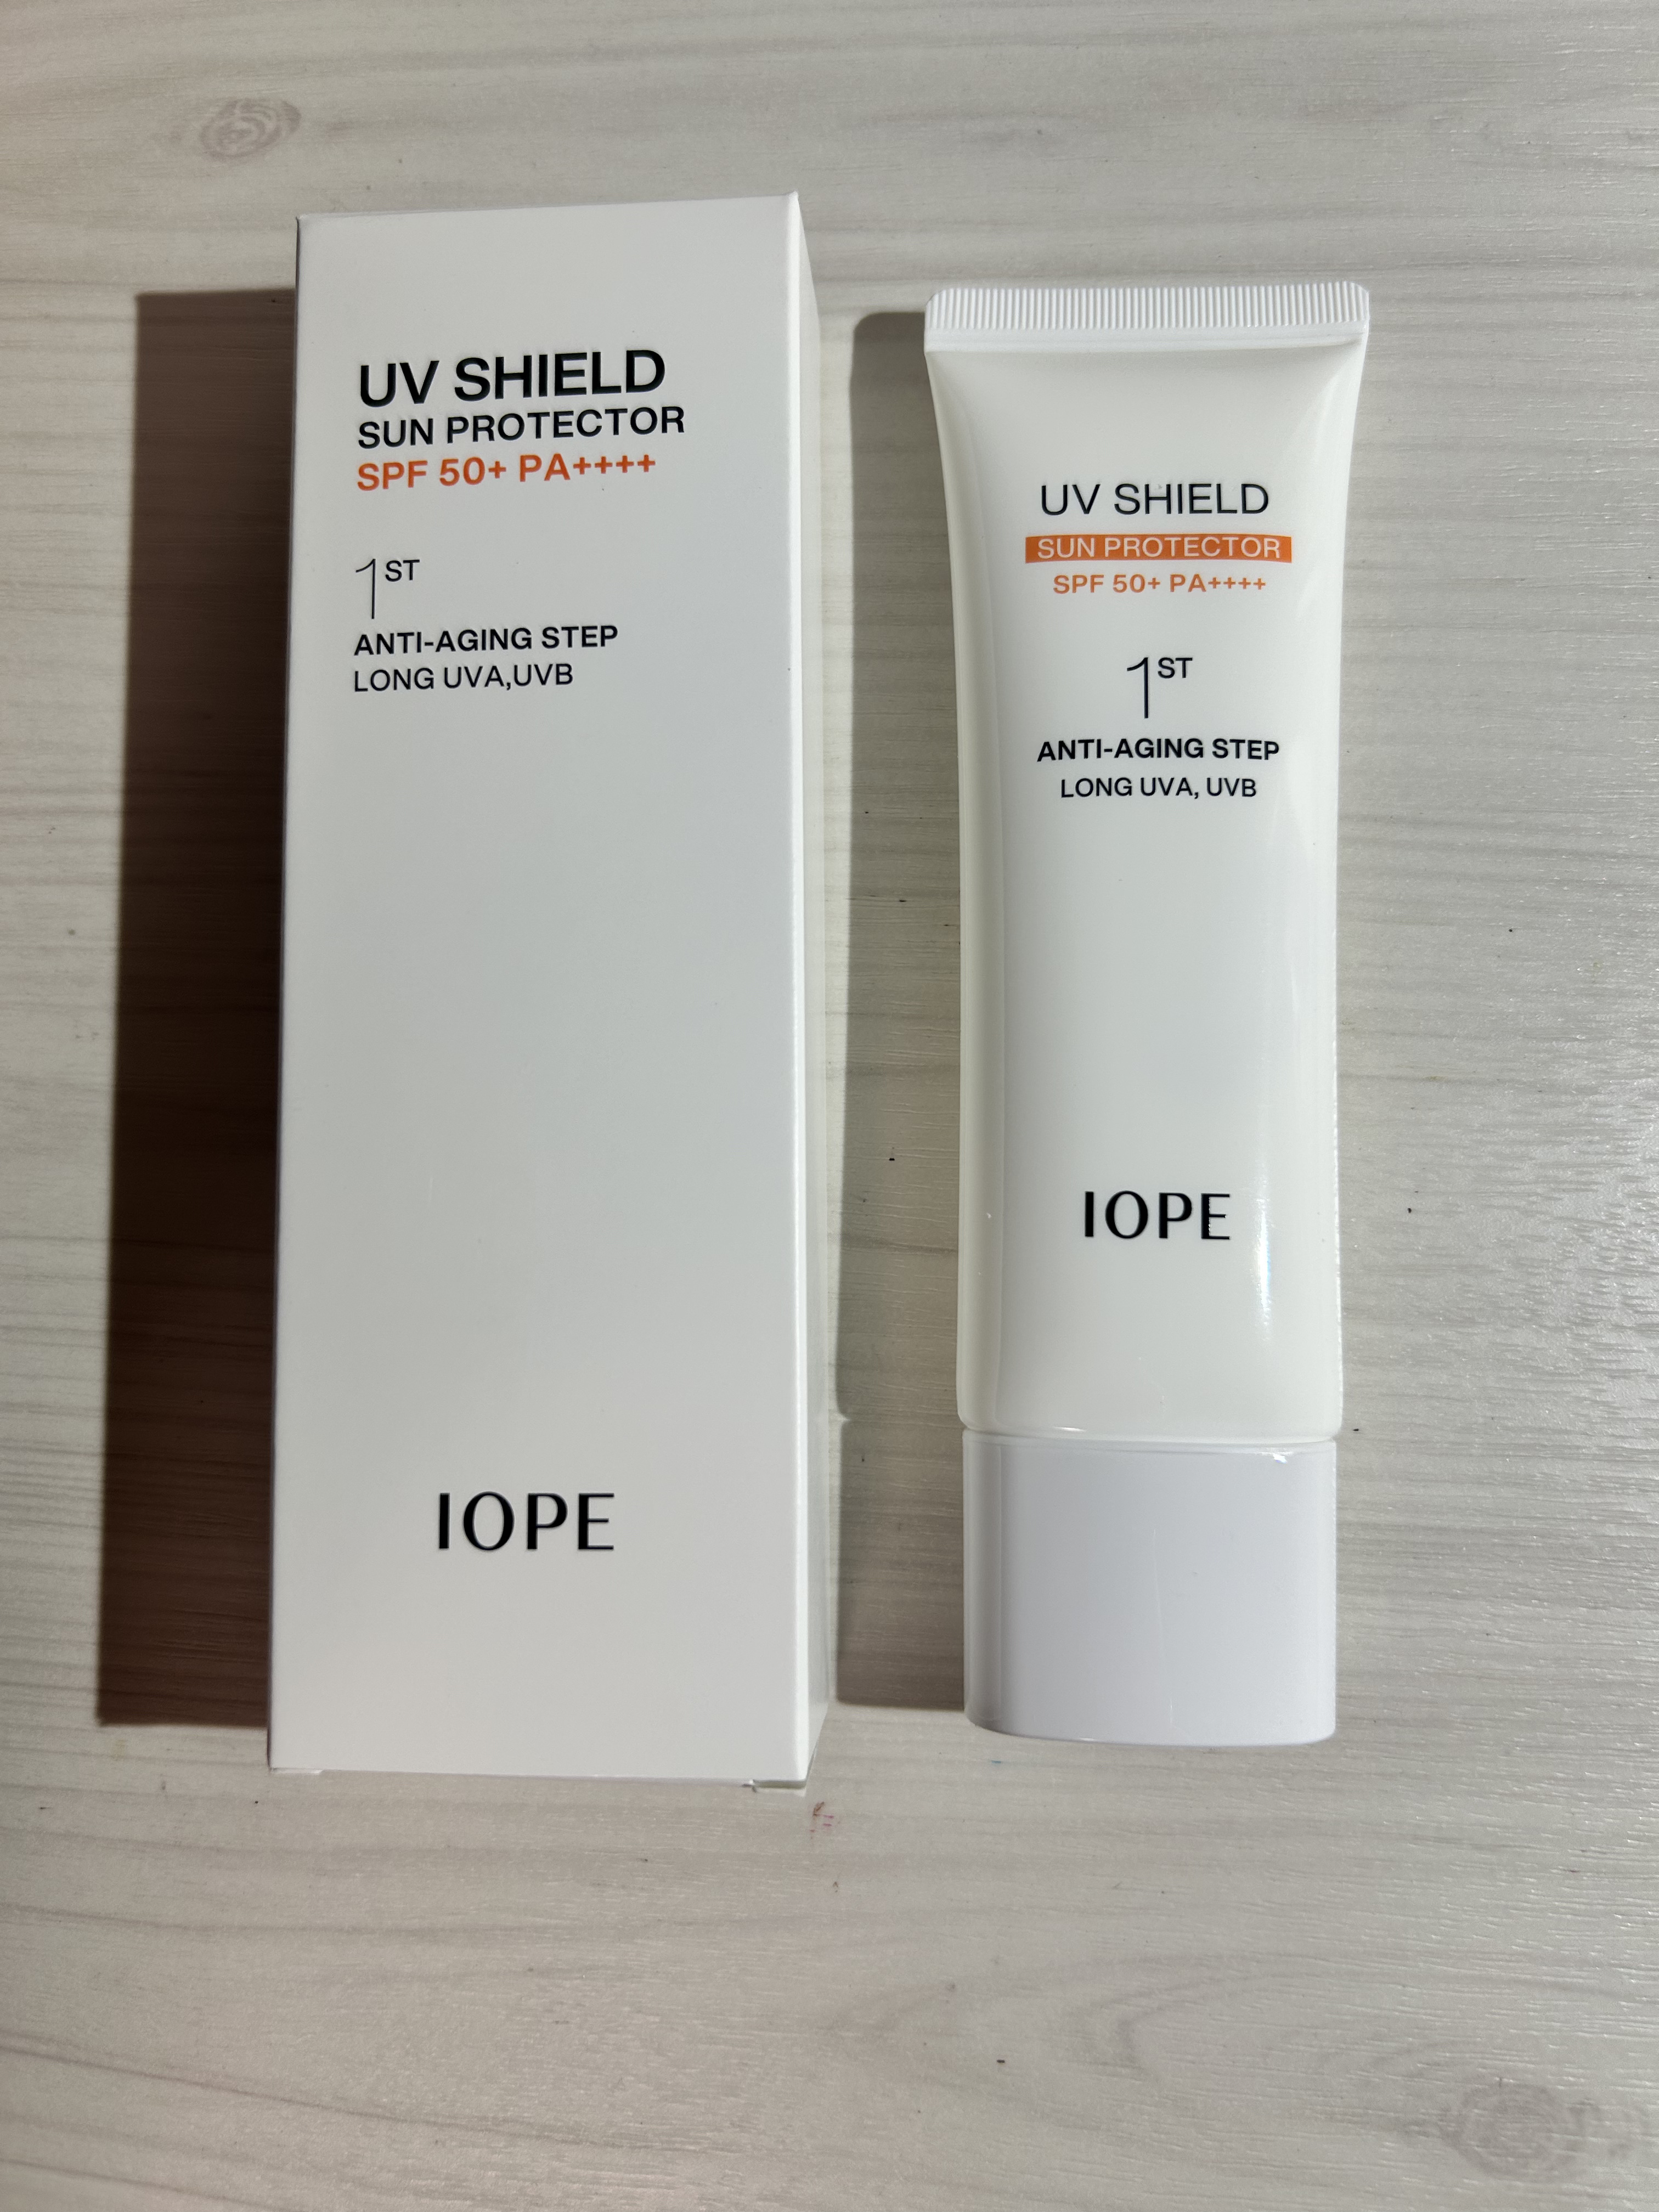 UV SHIELD
SUN PROTECTOR
SPF 50+ PA++++
1ST
ANTI-AGING STEP
LONG UVA,UVB
IOPE
UV SHIELD
SUN PROTECTOR
SPF 50+ PA++++
1ST
ANTI-AGING STEP
LONG UVA, UVB
IOPE